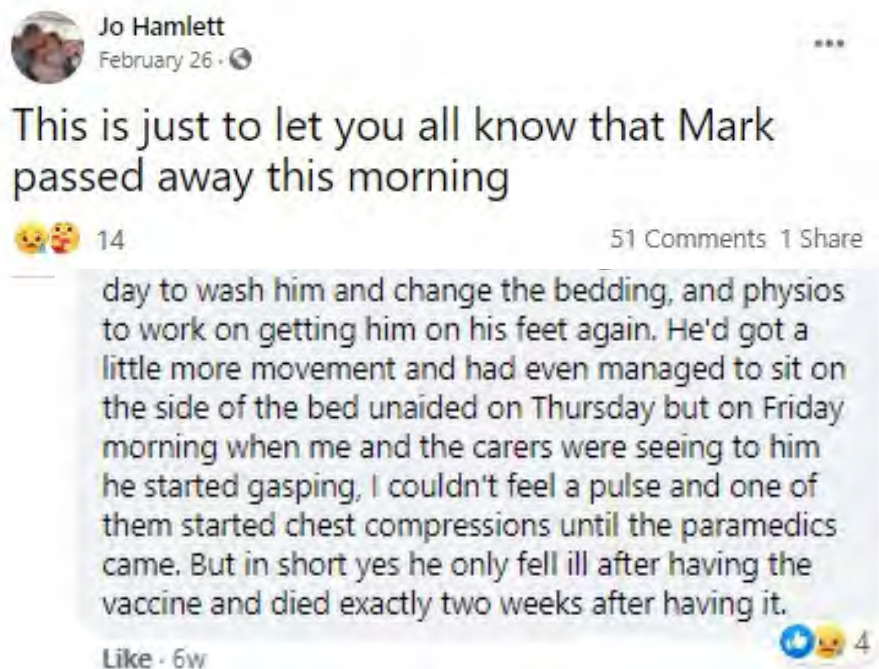 Jo Hamlett
February 26 ·
This is just to let you all know that Mark
passed away this morning
14 51 Comments 1 Share
day to wash him and change the bedding, and physios
to work on getting him on his feet again. He'd got a
little more movement and had even managed to sit on
the side of the bed unaided on Thursday but on Friday
morning when me and the carers were seeing to him
he started gasping, I couldn't feel a pulse and one of
them started chest compressions until the paramedics
came. But in short yes he only fell ill after having the
vaccine and died exactly two weeks after having it.
4
Like · 6w